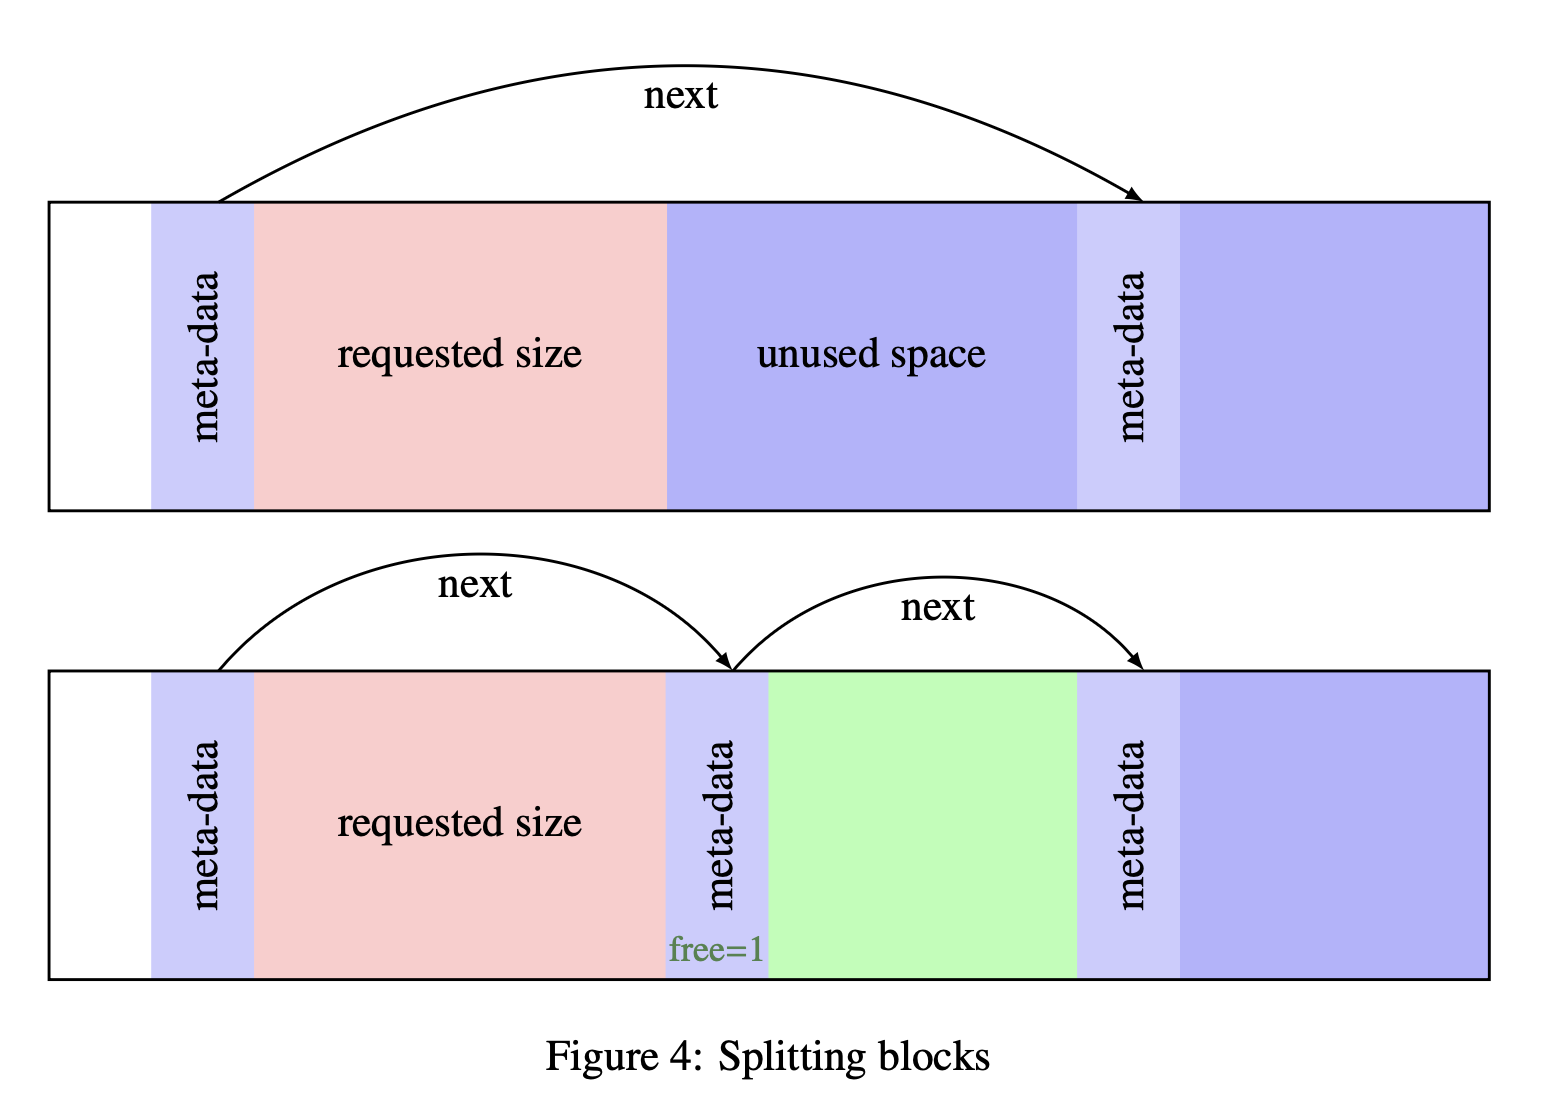 next
meta-data
requested size
unused space
meta-data
next
next
meta-data
requested size
meta-data
free=1
meta-data
Figure 4: Splitting blocks